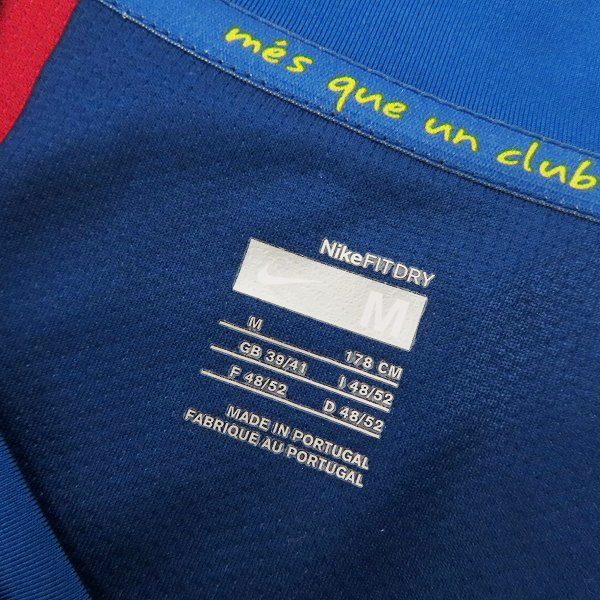 més que un club
NikeFITDRY
M
M 178 CM
GB 39/41 I 48/52
F 48/52 D 48/52
MADE IN PORTUGAL
FABRIQUE AU PORTUGAL